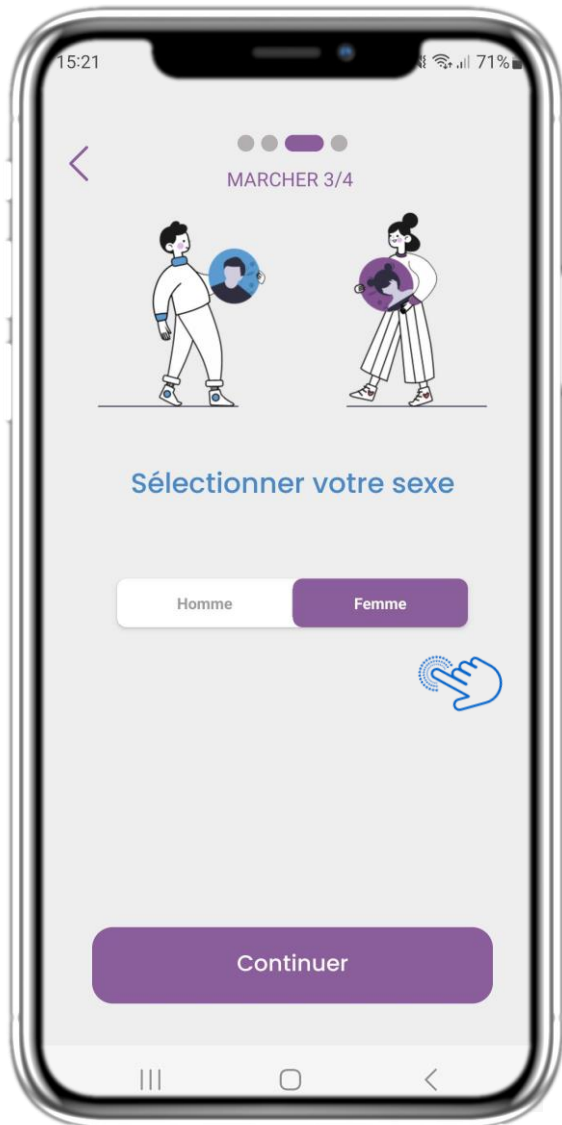 15:21
71%
MARCHER 3/4
Sélectionner votre sexe
Homme
Femme
Continuer